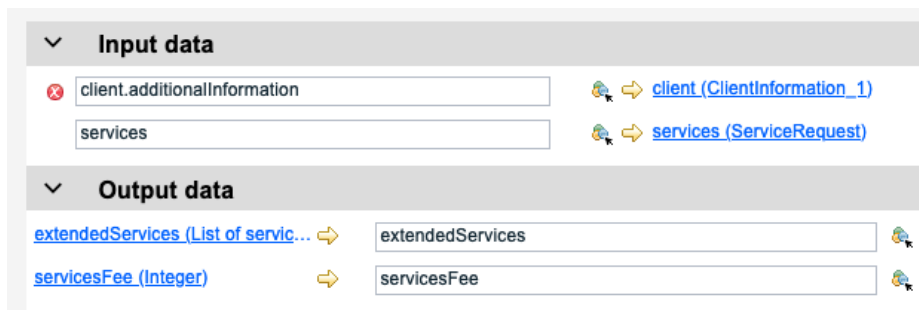 Input data
client.additionalInformation client (ClientInformation_1)
services services (ServiceRequest)
Output data
extendedServices (List of servic... extendedServices
servicesFee (Integer) servicesFee